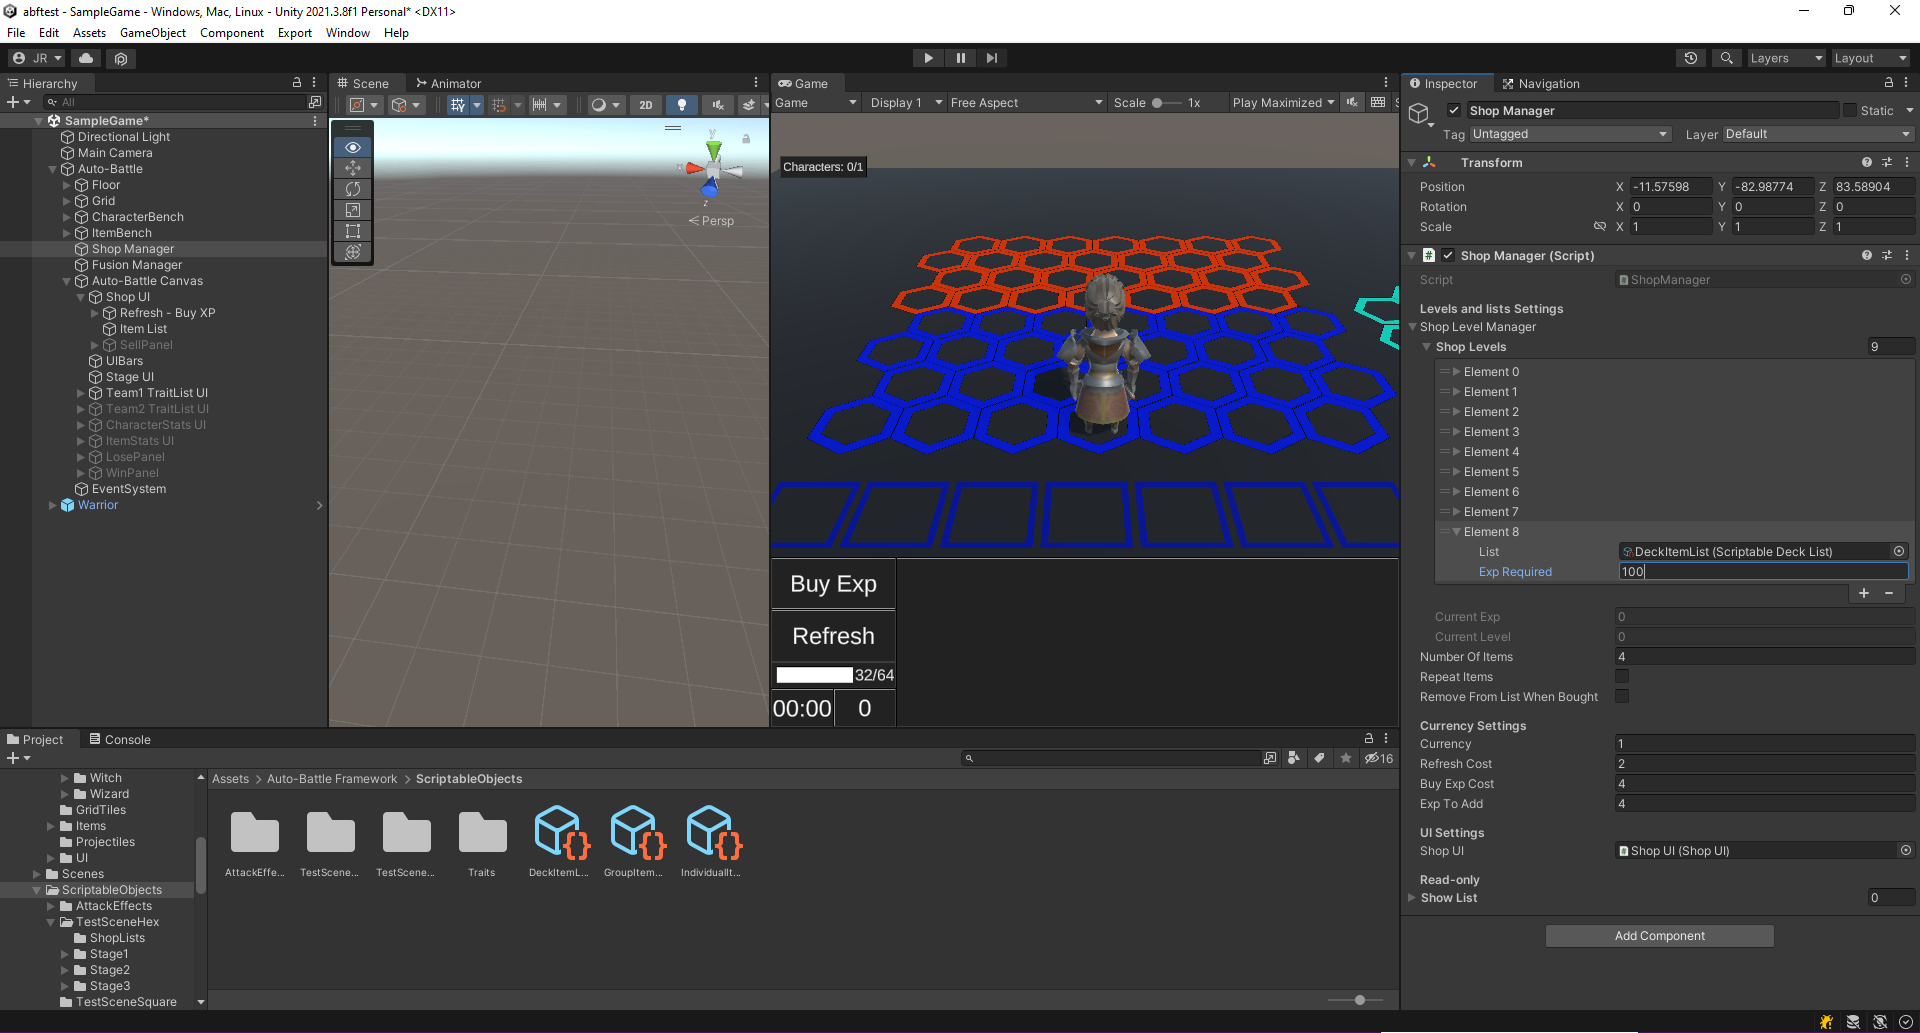 abftest - SampleGame - Windows, Mac, Linux - Unity 2021.3.8f1 Personal* <DX11>
File Edit Assets GameObject Component Export Window Help
JR
Layers
Layout
Hierarchy
All
SampleGame*
Directional Light
Main Camera
Auto-Battle
Floor
Grid
CharacterBench
ItemBench
Shop Manager
Fusion Manager
Auto-Battle Canvas
Shop UI
Refresh - Buy XP
Item List
SellPanel
UIBars
Stage UI
Team1 TraitList UI
Team2 TraitList UI
CharacterStats UI
ItemStats UI
LosePanel
WinPanel
EventSystem
Warrior
Scene Animator
2D
y
z
Persp
Game
Game Display 1 Free Aspect Scale 1x Play Maximized
Characters: 0/1
Buy Exp
Refresh
32/64
00:00 0
Inspector Navigation
Shop Manager Static
Tag Untagged Layer Default
Transform
Position X -11.57598 Y -82.98774 Z 83.58904
Rotation X 0 Y 0 Z 0
Scale X 1 Y 1 Z 1
# Shop Manager (Script)
Script ShopManager
Levels and lists Settings
Shop Level Manager
Shop Levels 9
Element 0
Element 1
Element 2
Element 3
Element 4
Element 5
Element 6
Element 7
Element 8
List DeckItemList (Scriptable Deck List)
Exp Required 100
Current Exp 0
Current Level 0
Number Of Items 4
Repeat Items
Remove From List When Bought
Currency Settings
Currency 1
Refresh Cost 2
Buy Exp Cost 4
Exp To Add 4
UI Settings
Shop UI Shop UI (Shop UI)
Read-only
Show List 0
Add Component
Project Console
16
Witch
Wizard
GridTiles
Items
Projectiles
UI
Scenes
ScriptableObjects
AttackEffects
TestSceneHex
ShopLists
Stage1
Stage2
Stage3
TestSceneSquare
Assets > Auto-Battle Framework > ScriptableObjects
AttackEffe... TestScene... TestScene... Traits DeckItemL... GroupItem... IndividualIt...